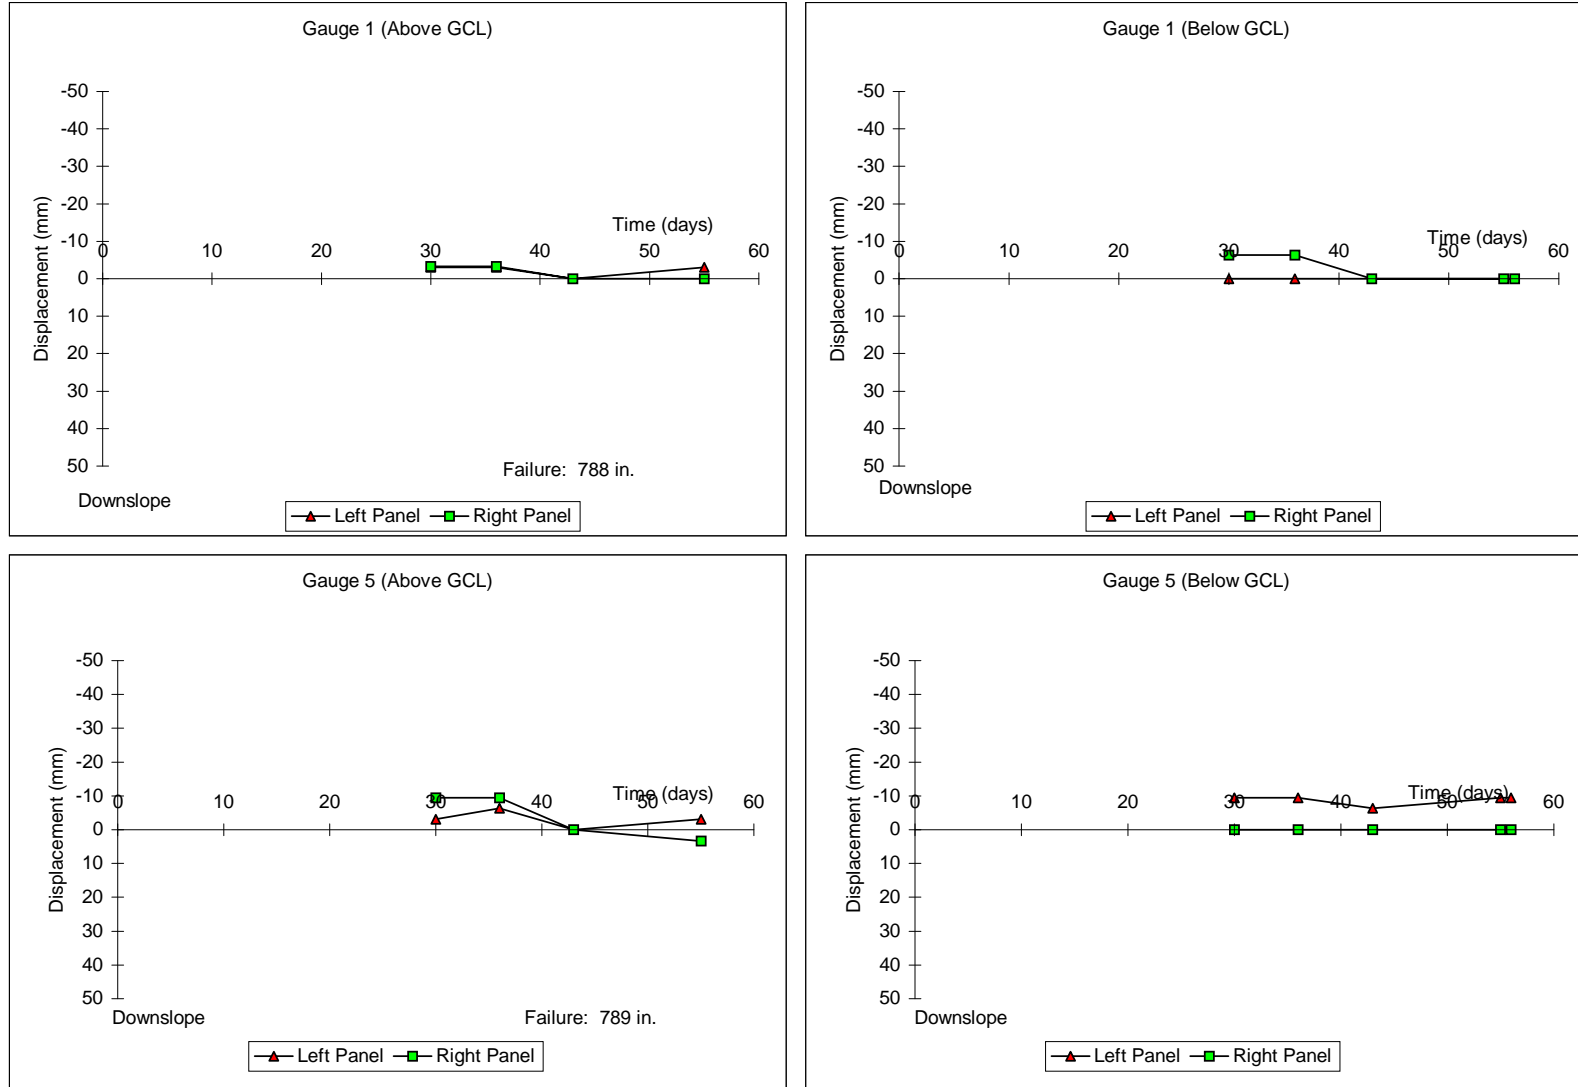 Gauge 1 (Above GCL)
-50
-40
-30
-20
-10
0
10
20
30
40
50
Displacement (mm)
Time (days)
0 10 20 30 40 50 60
Failure: 788 in.
Downslope
Left Panel Right Panel
Gauge 1 (Below GCL)
-50
-40
-30
-20
-10
0
10
20
30
40
50
Displacement (mm)
Time (days)
0 10 20 30 40 50 60
Downslope
Left Panel Right Panel
Gauge 5 (Above GCL)
-50
-40
-30
-20
-10
0
10
20
30
40
50
Displacement (mm)
Time (days)
0 10 20 30 40 50 60
Downslope Failure: 789 in.
Left Panel Right Panel
Gauge 5 (Below GCL)
-50
-40
-30
-20
-10
0
10
20
30
40
50
Displacement (mm)
Time (days)
0 10 20 30 40 50 60
Downslope
Left Panel Right Panel